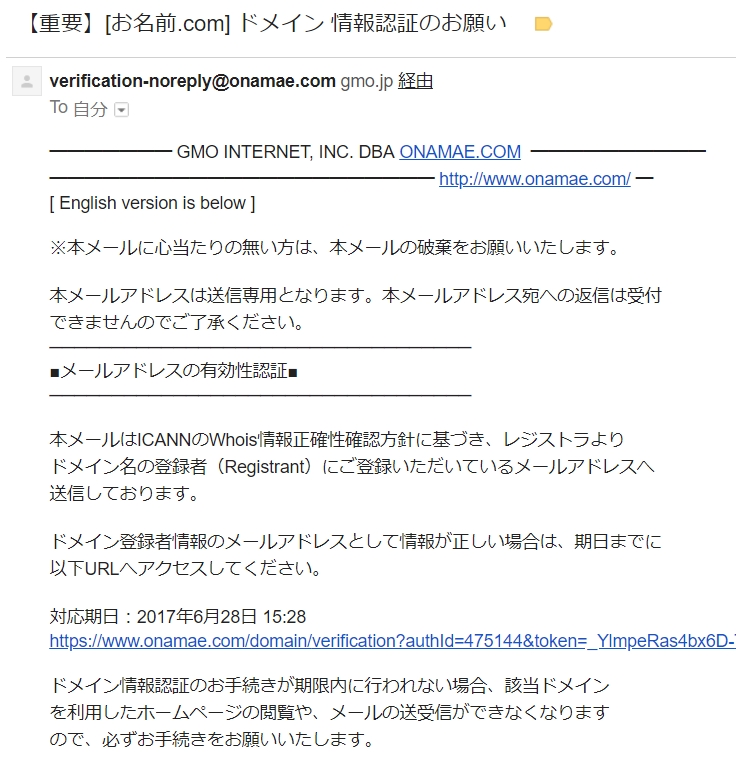 【重要】[お名前.com] ドメイン 情報認証のお願い
verification-noreply@onamae.com gmo.jp 経由
To 自分
━━━━━━━ GMO INTERNET, INC. DBA ONAMAE.COM ━━━━━━━━━━
━━━━━━━━━━━━━━━━━━━━━━ http://www.onamae.com/ ━
[ English version is below ]
※本メールに心当たりの無い方は、本メールの破棄をお願いいたします。
本メールアドレスは送信専用となります。本メールアドレス宛への返信は受付
できませんのでご了承ください。
■メールアドレスの有効性認証■
本メールはICANNのWhois情報正確性確認方針に基づき、レジストラより
ドメイン名の登録者（Registrant）にご登録いただいているメールアドレスへ
送信しております。
ドメイン登録者情報のメールアドレスとして情報が正しい場合は、期日までに
以下URLへアクセスしてください。
対応期日：2017年6月28日 15:28
https://www.onamae.com/domain/verification?authId=475144&token=_YlmpeRas4bx6D-
ドメイン情報認証のお手続きが期限内に行われない場合、該当ドメイン
を利用したホームページの閲覧や、メールの送受信ができなくなります
ので、必ずお手続きをお願いいたします。